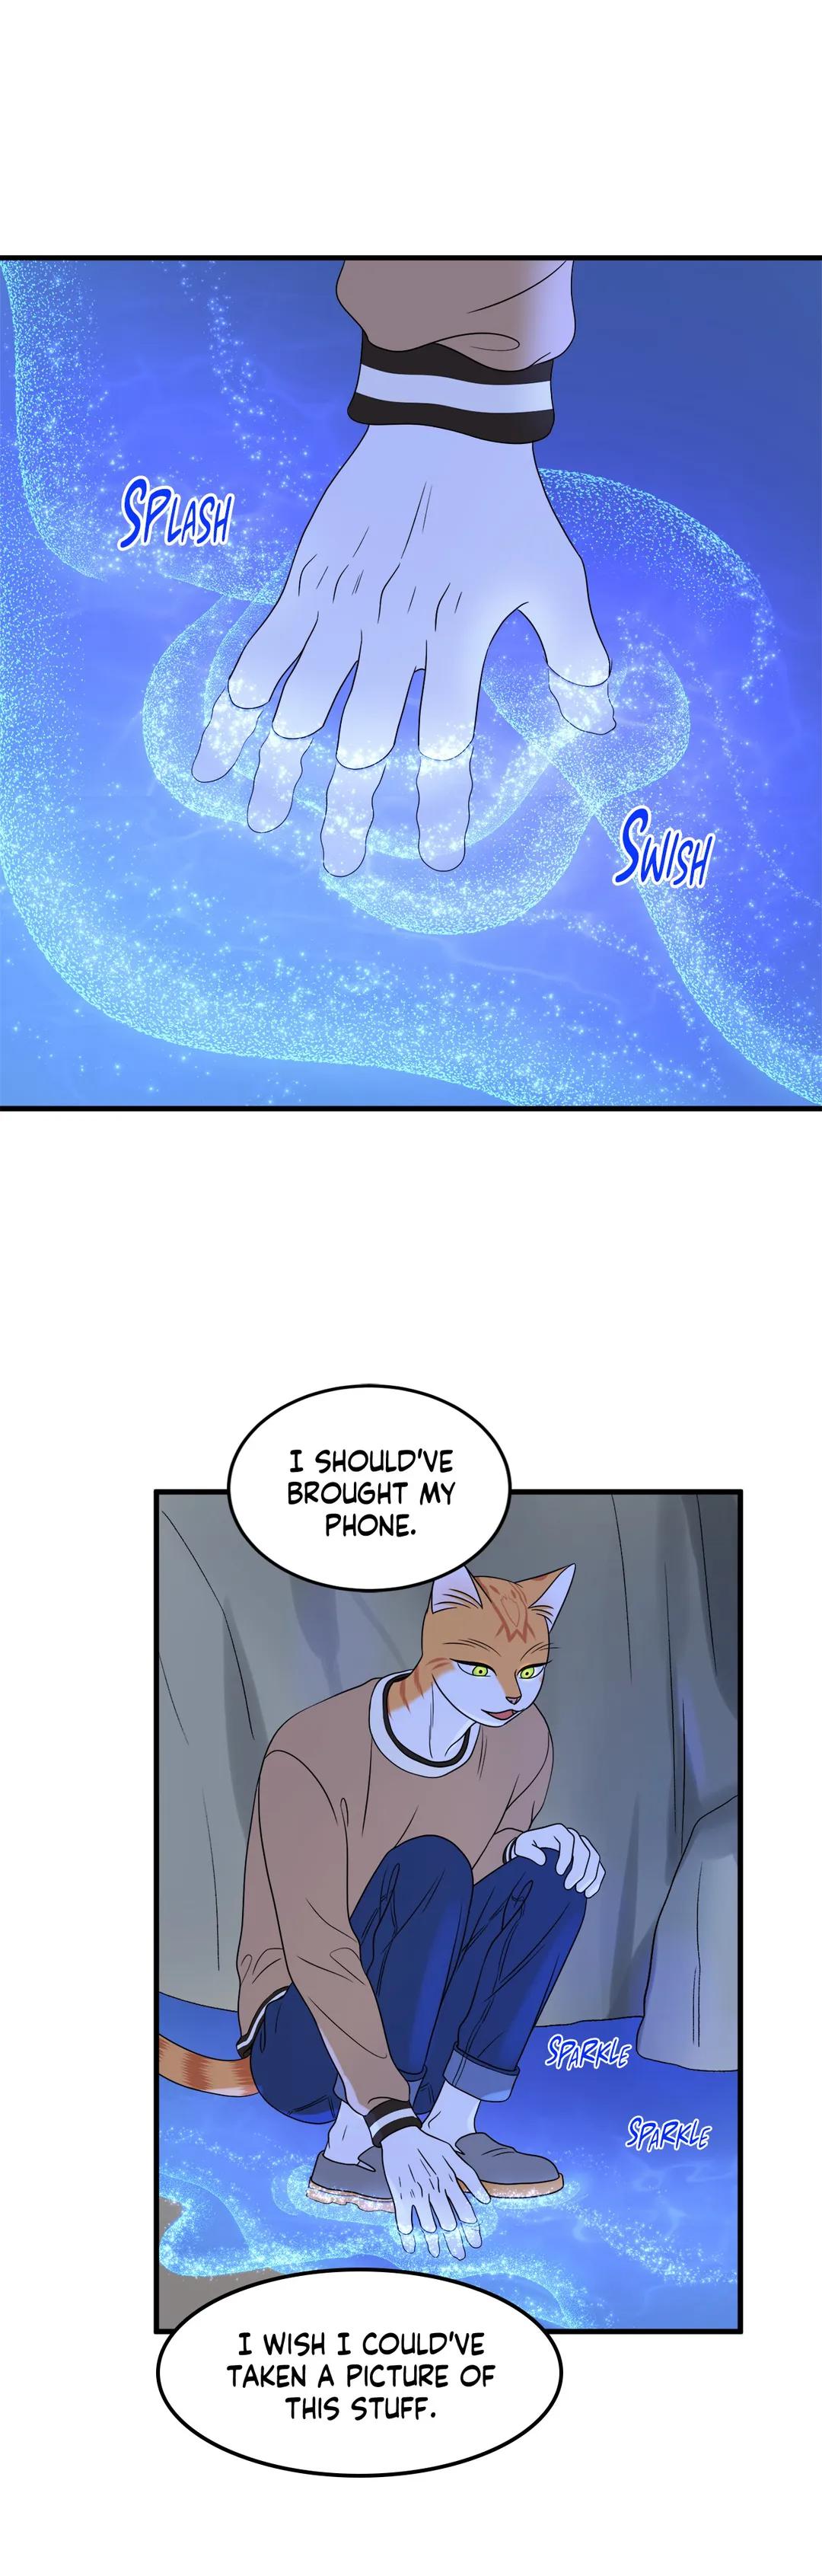 SPLASH
SWISH
I SHOULD'VE
BROUGHT MY
PHONE.
SPARKLE
SPARKLE
I WISH I COULD'VE
TAKEN A PICTURE OF
THIS STUFF.